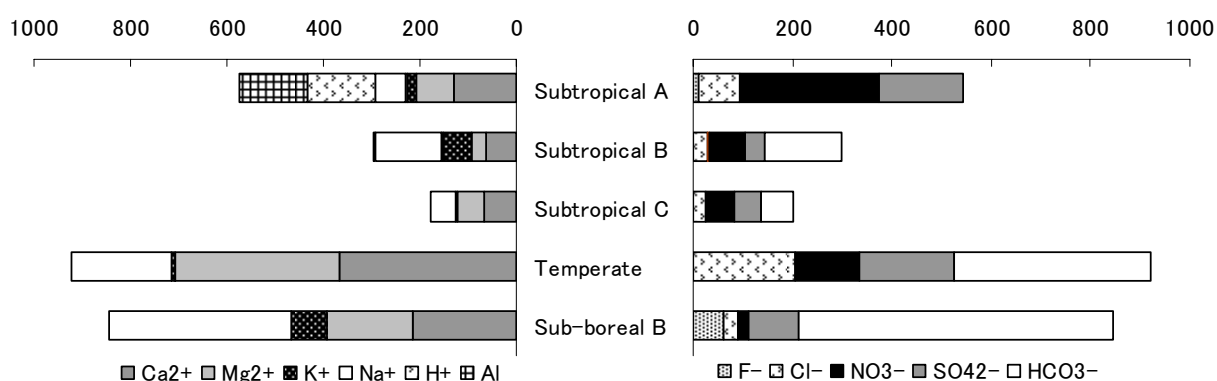 1000 800 600 400 200 0
0 200 400 600 800 1000
Subtropical A
Subtropical B
Subtropical C
Temperate
Sub-boreal B
Ca2+ Mg2+ K+ Na+ H+ Al
F- Cl- NO3- SO42- HCO3-